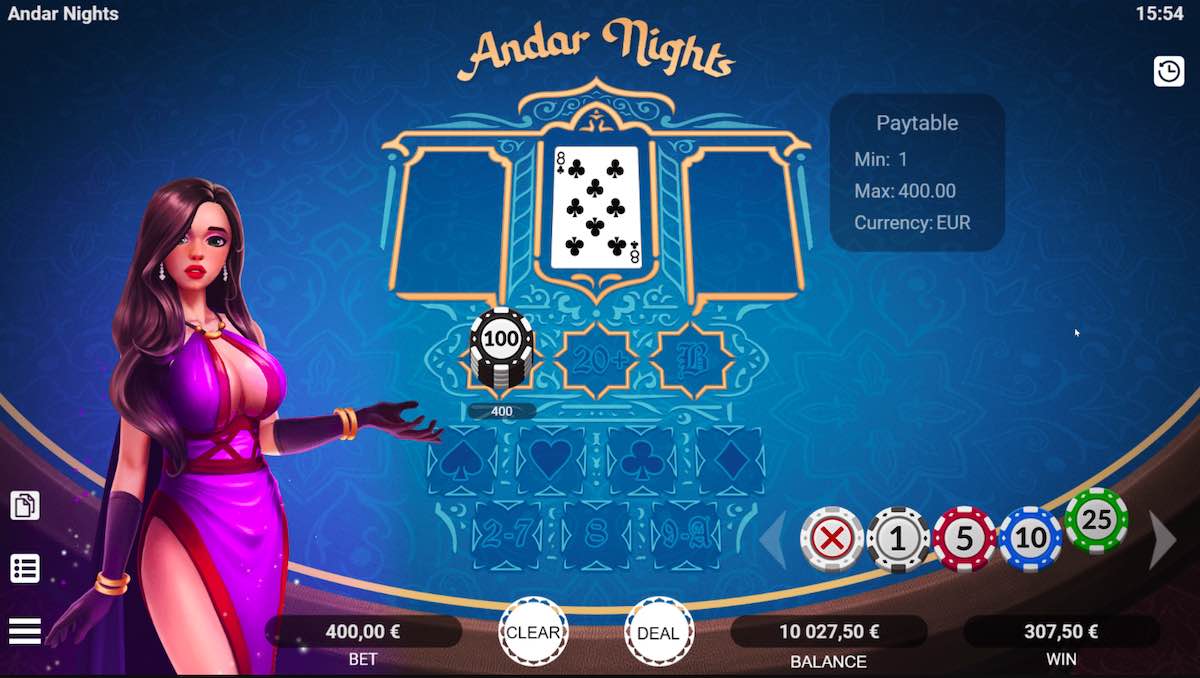 Andar Nights
15:54
Andar Nights
8
8
Paytable
Min: 1
Max: 400.00
Currency: EUR
100
20+
B
400
2-7
8
9-A
1
5
10
25
400,00 €
BET
CLEAR
DEAL
10 027,50 €
BALANCE
307,50 €
WIN